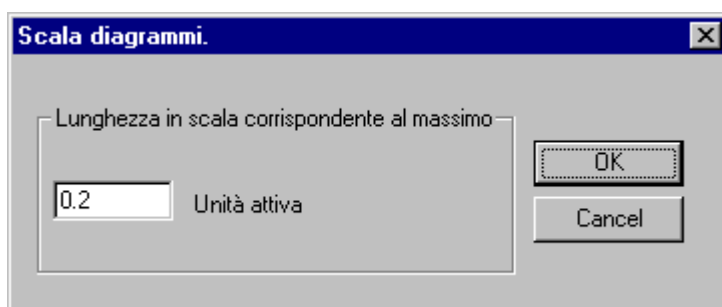 Scala diagrammi.
Lunghezza in scala corrispondente al massimo
0.2 Unità attiva
OK
Cancel